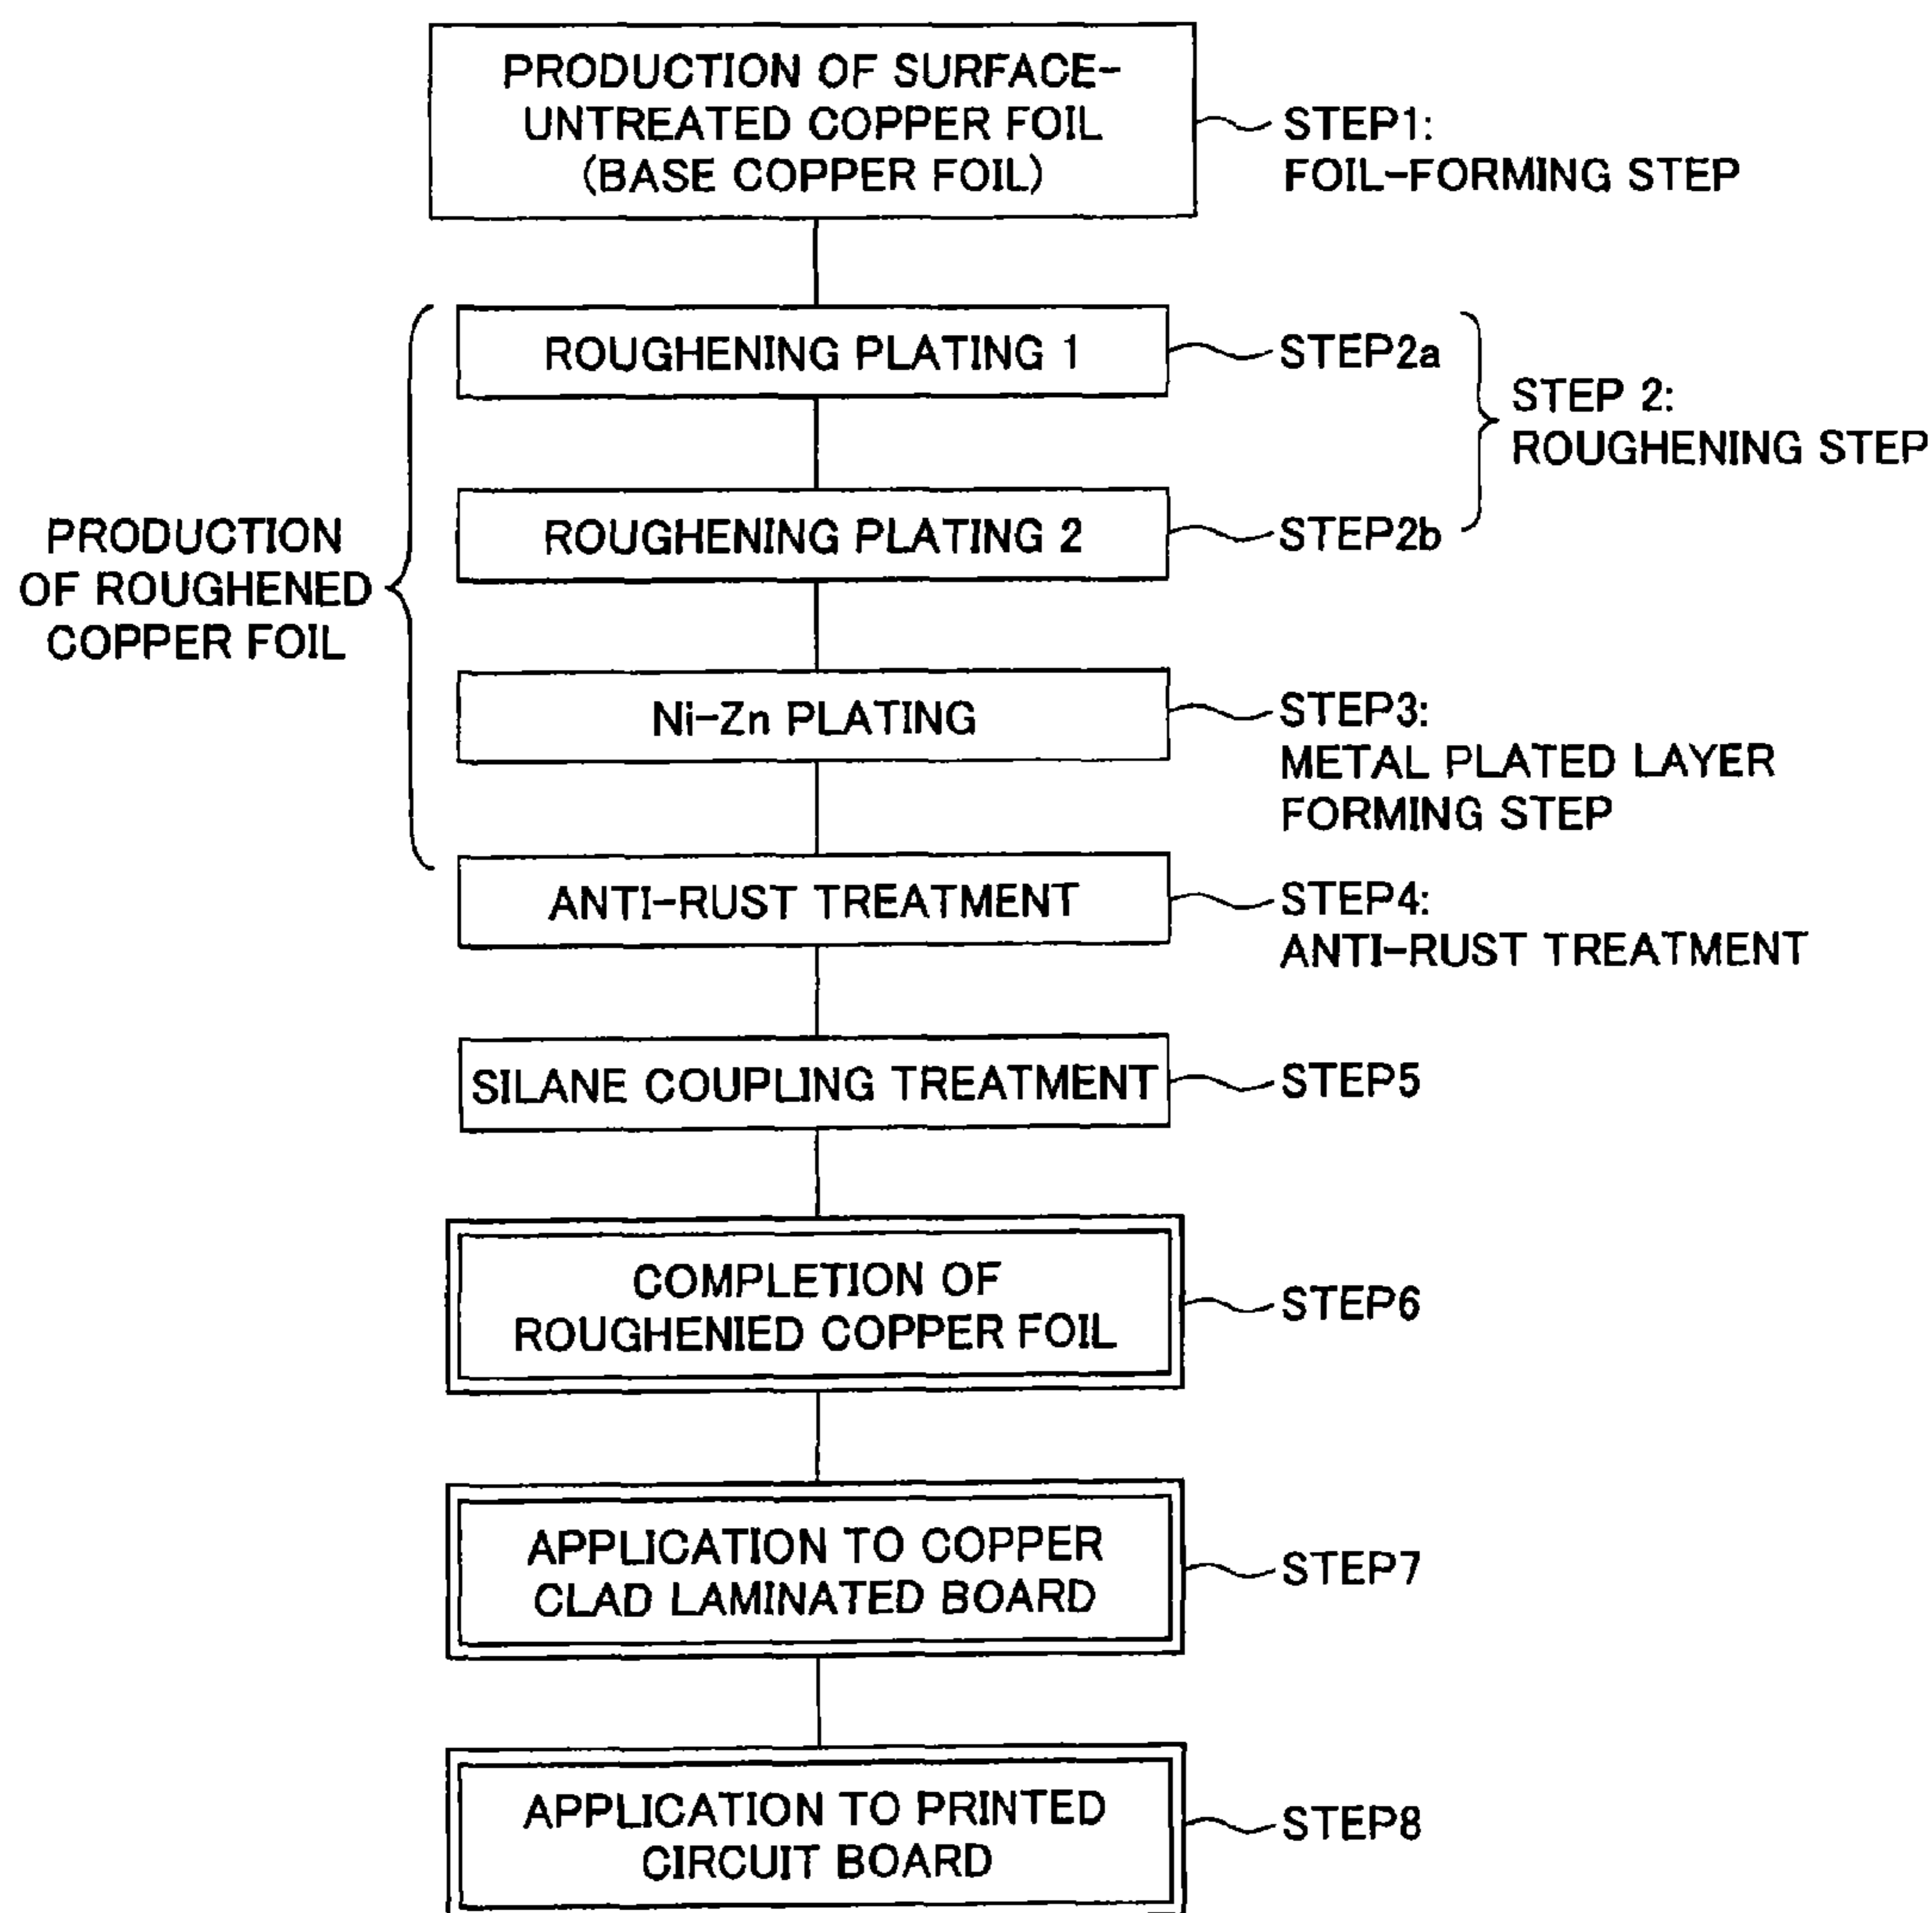 PRODUCTION OF SURFACE-
UNTREATED COPPER FOIL
(BASE COPPER FOIL)
STEP1:
FOIL-FORMING STEP
ROUGHENING PLATING 1
STEP2a
STEP 2:
ROUGHENING STEP
ROUGHENING PLATING 2
STEP2b
PRODUCTION
OF ROUGHENED
COPPER FOIL
Ni-Zn PLATING
STEP3:
METAL PLATED LAYER
FORMING STEP
ANTI-RUST TREATMENT
STEP4:
ANTI-RUST TREATMENT
SILANE COUPLING TREATMENT
STEP5
COMPLETION OF
ROUGHENIED COPPER FOIL
STEP6
APPLICATION TO COPPER
CLAD LAMINATED BOARD
STEP7
APPLICATION TO PRINTED
CIRCUIT BOARD
STEP8